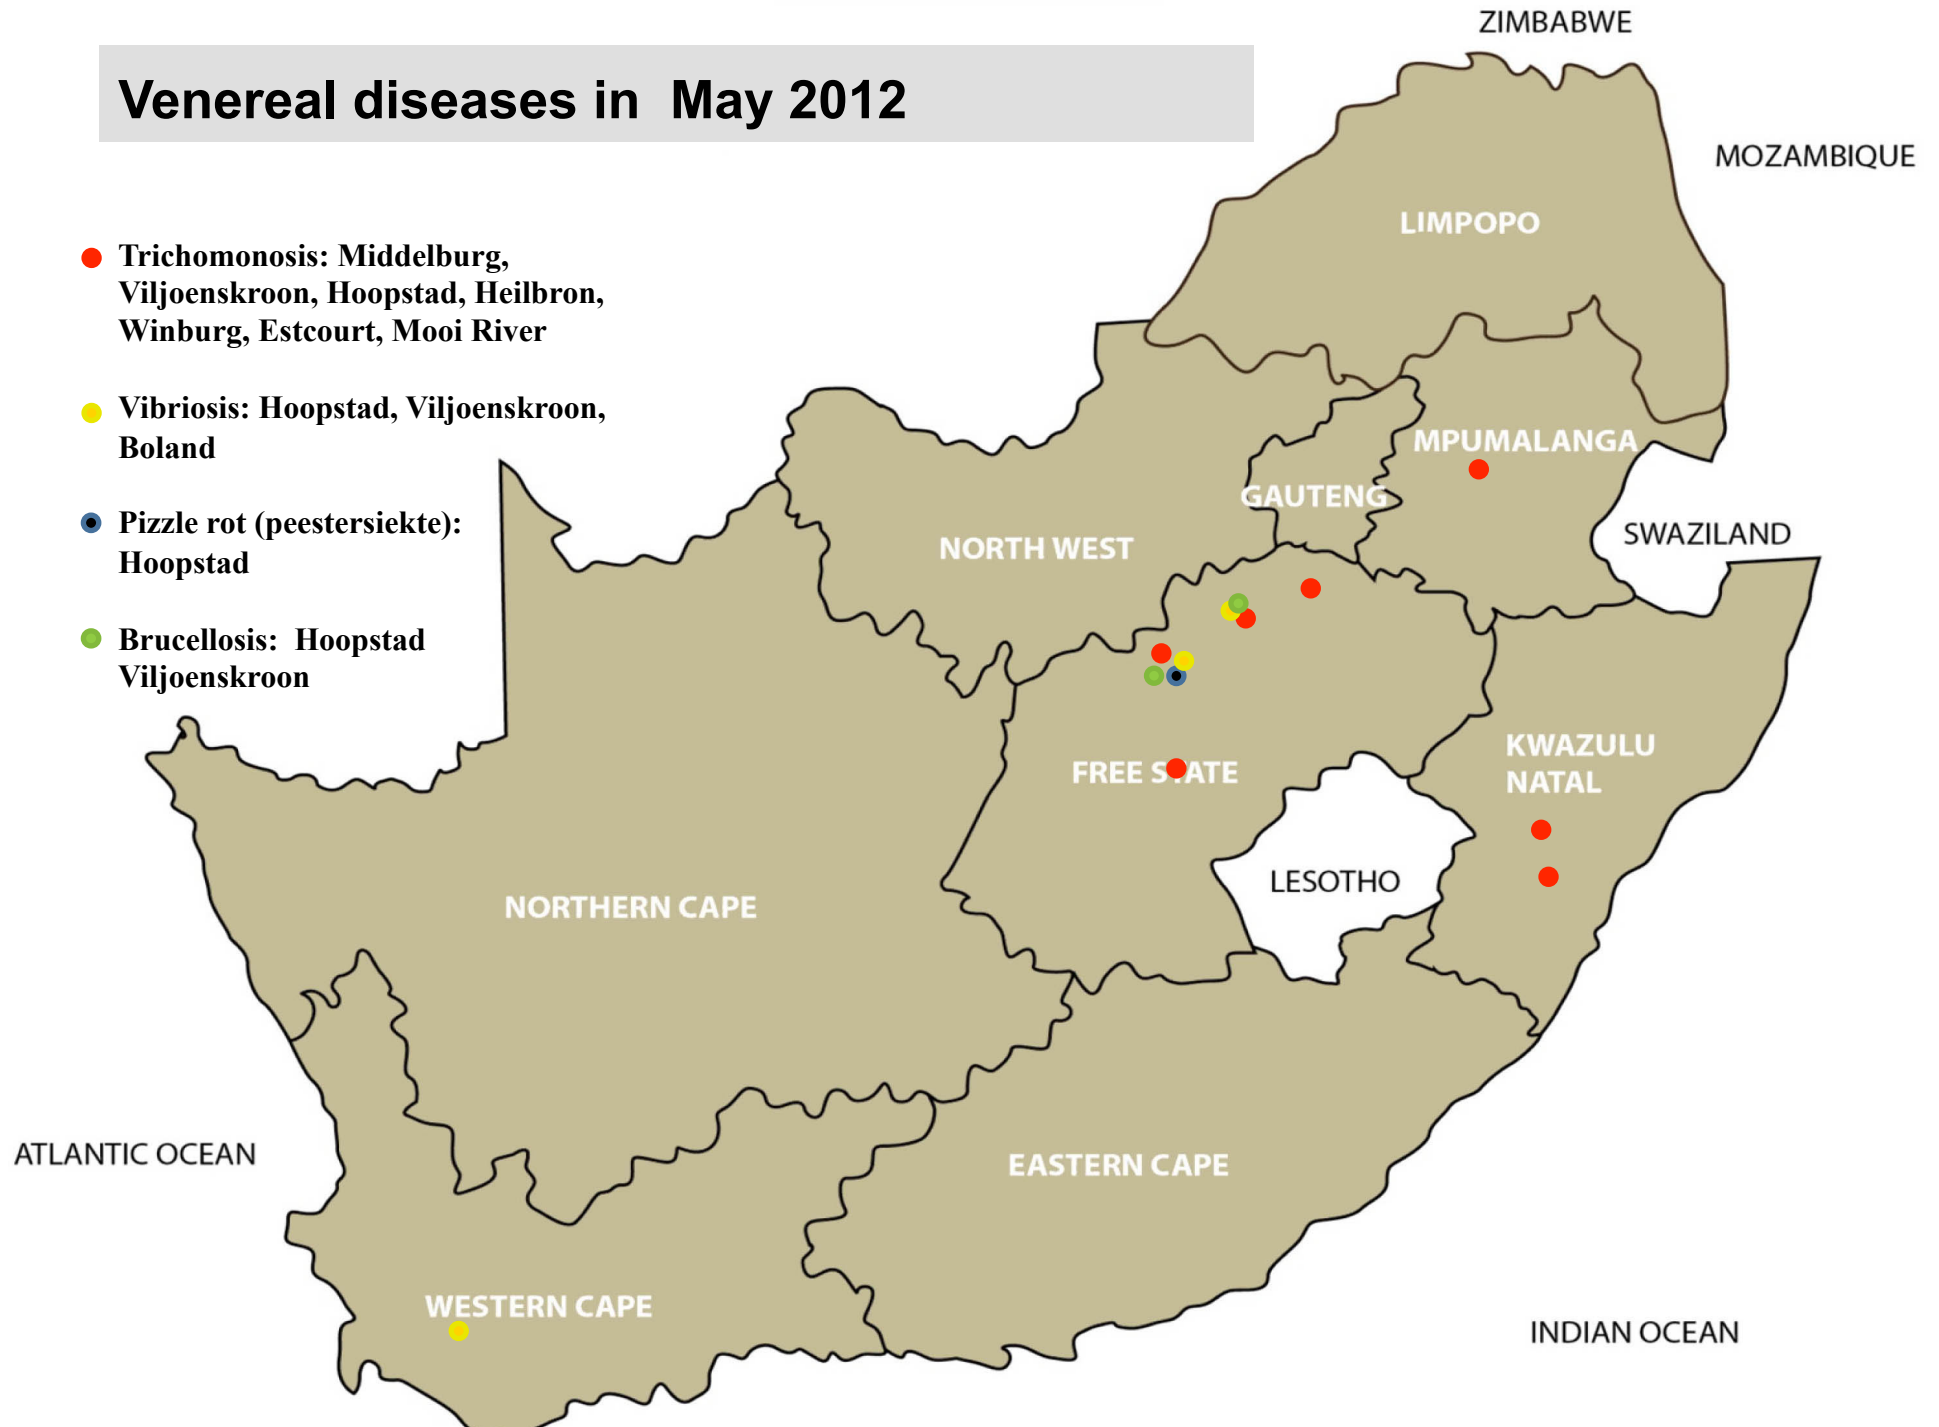 Venereal diseases in  May 2012
Trichomonosis: Middelburg,
Viljoenskroon, Hoopstad, Heilbron,
Winburg, Estcourt, Mooi River
Vibriosis: Hoopstad, Viljoenskroon,
Boland
Pizzle rot (peestersiekte):
Hoopstad
Brucellosis:  Hoopstad
Viljoenskroon
ZIMBABWE
MOZAMBIQUE
LIMPOPO
MPUMALANGA
GAUTENG
SWAZILAND
NORTH WEST
KWAZULU
NATAL
FREE STATE
LESOTHO
NORTHERN CAPE
ATLANTIC OCEAN
EASTERN CAPE
WESTERN CAPE
INDIAN OCEAN